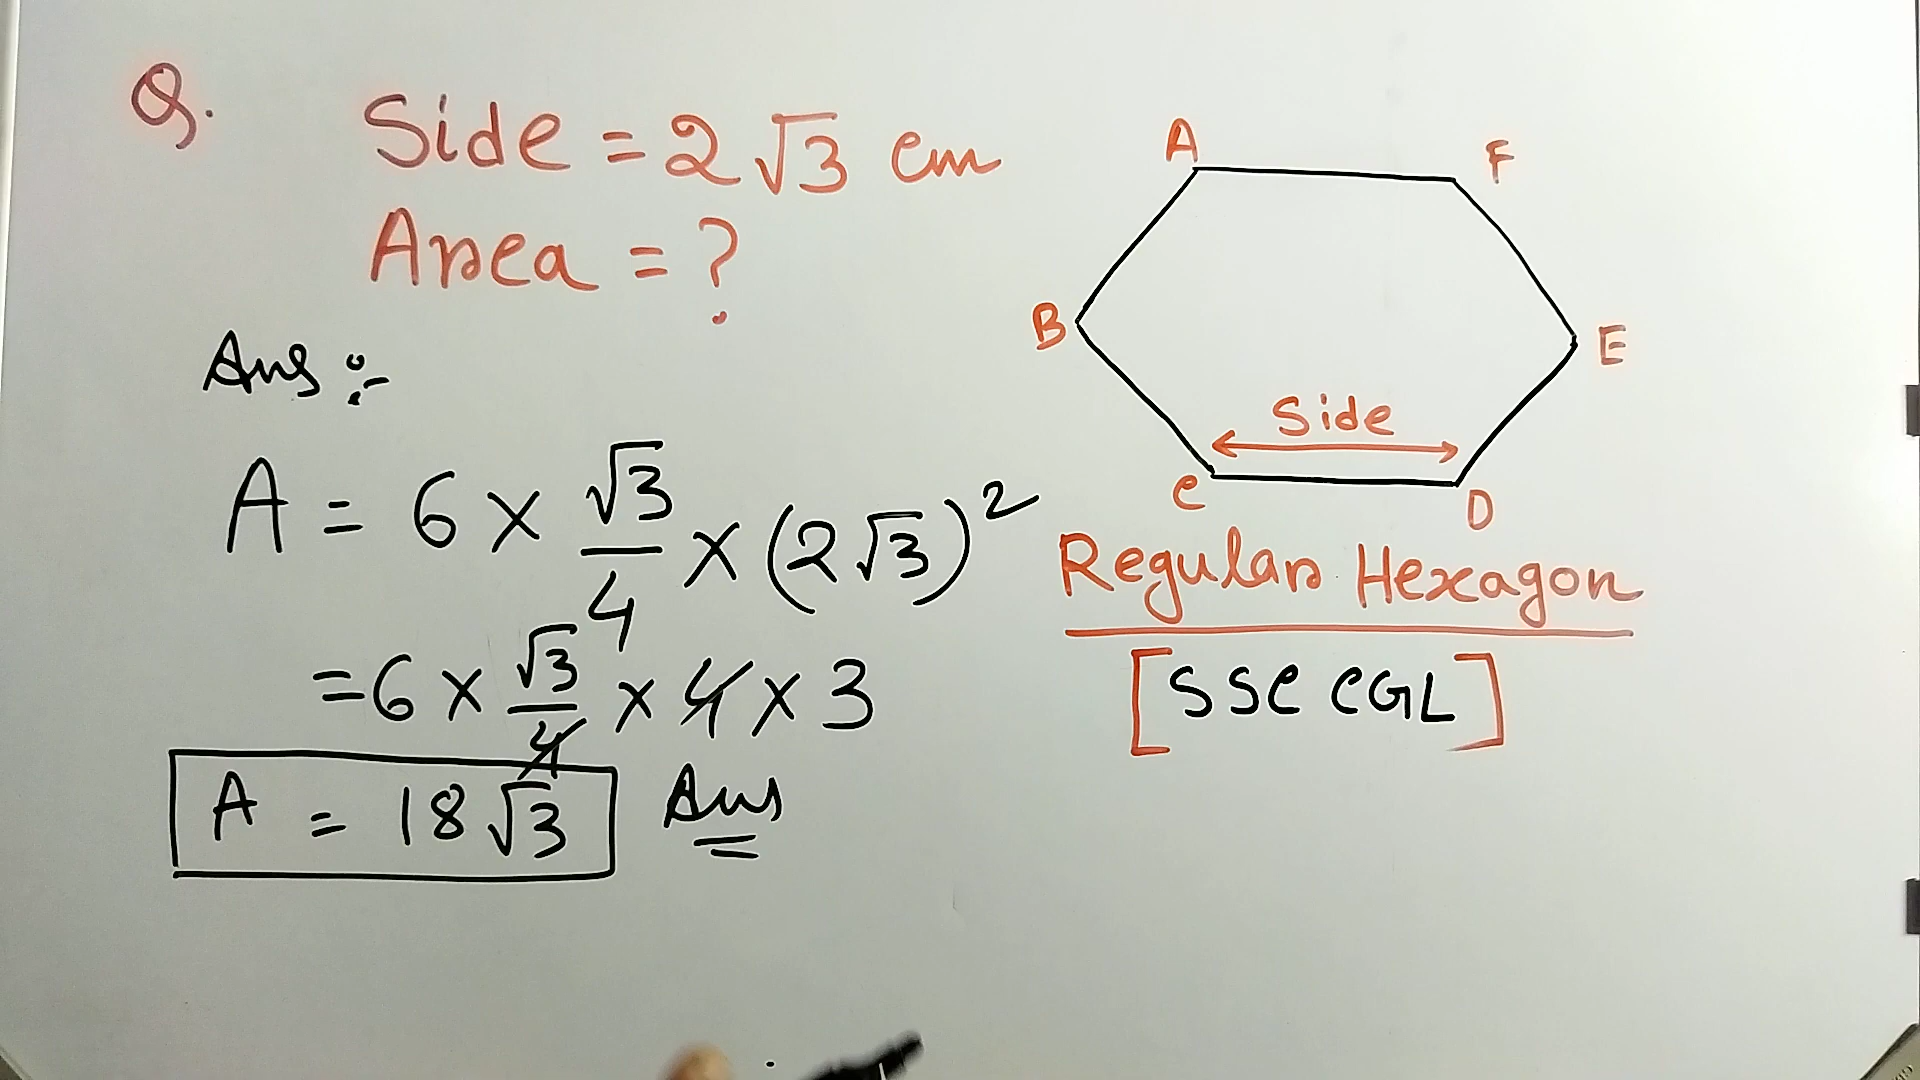 Q. Side = 2√3 cm
Area = ?
Ans :-
A = 6 × √3/4 × (2√3)²
= 6 × √3/4 × 4 × 3
A = 18√3 Ans
A
F
B
E
Side
C
D
Regular Hexagon
[SSC CGL]